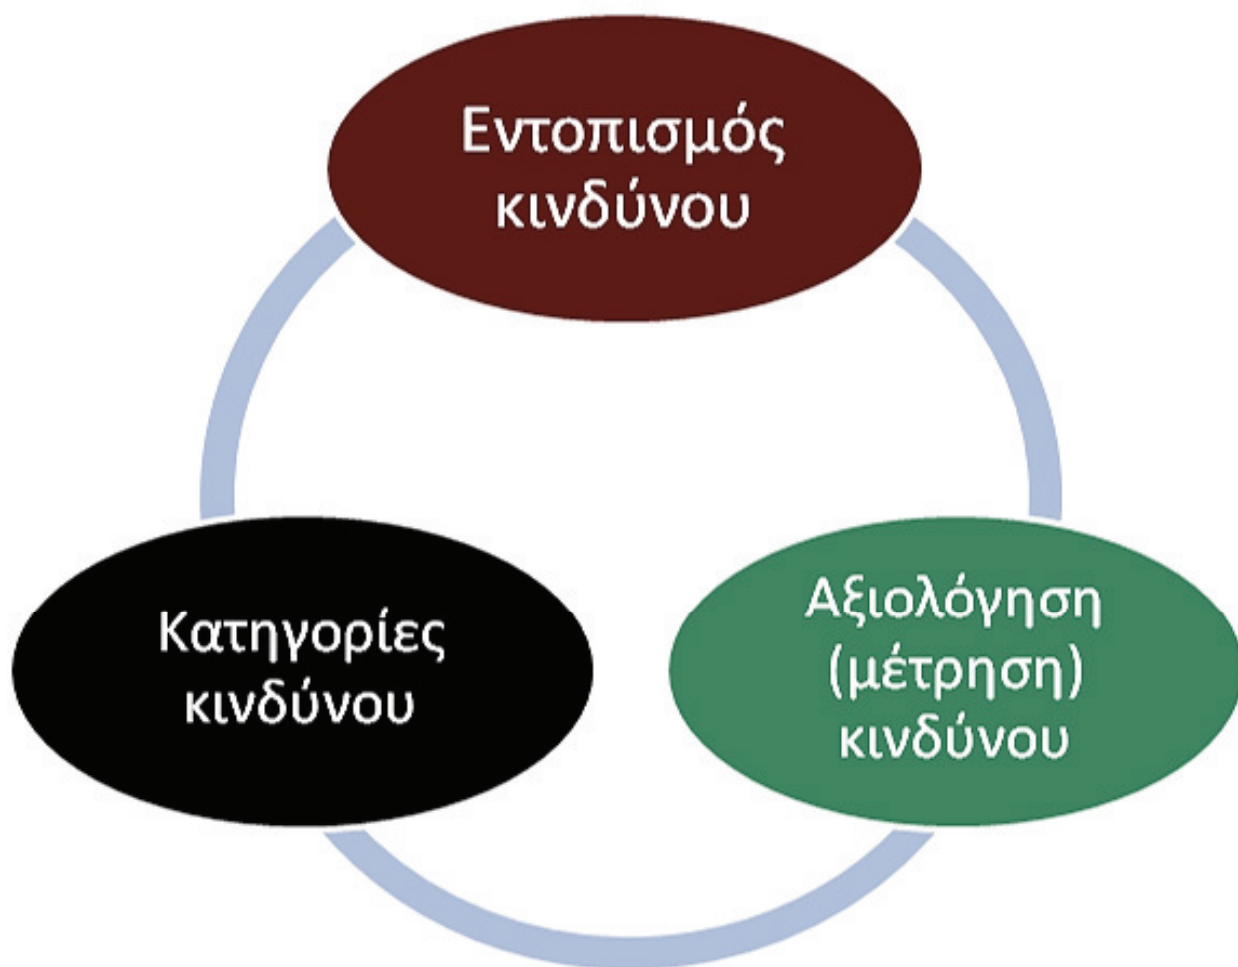 Εντοπισμός
κινδύνου
Κατηγορίες
κινδύνου
Αξιολόγηση
(μέτρηση)
κινδύνου